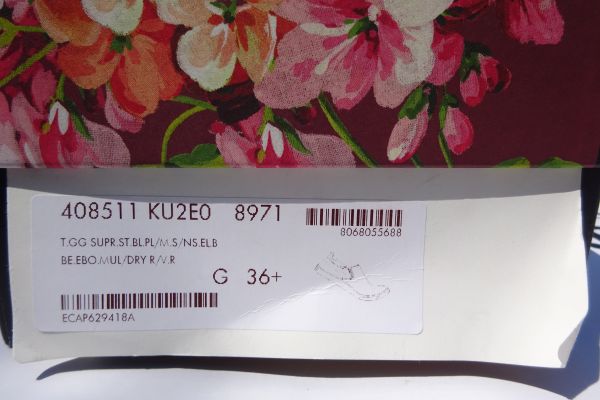 408511 KU2E0 8971
8068055688
T.GG SUPR.ST.BL.PL/M.S/NS.ELB
BE.EBO.MUL/DRY R/V.R
G 36+
ECAP629418A